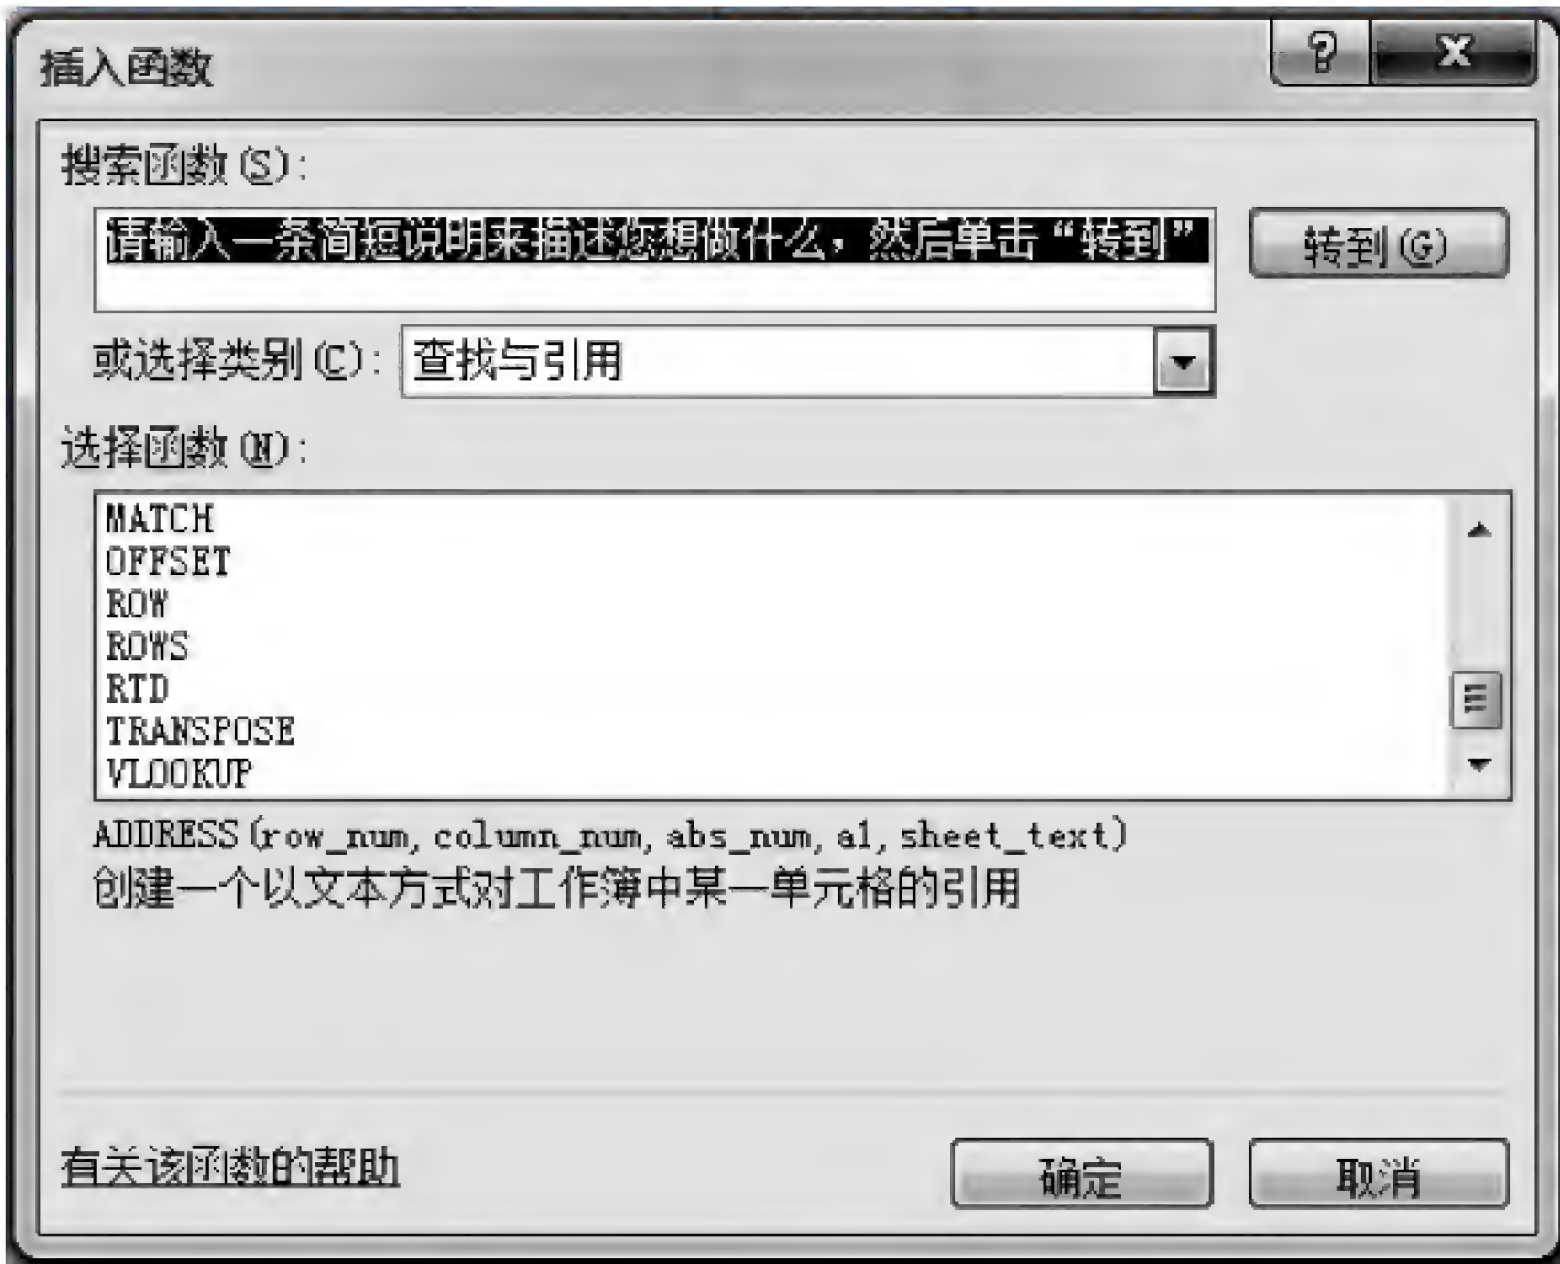 插入函数
搜索函数(S):
请输入一条简短说明来描述您想做什么，然后单击“转到”
转到(G)
或选择类别(C): 查找与引用
选择函数(N):
MATCH
OFFSET
ROW
ROWS
RTD
TRANSPOSE
VLOOKUP
ADDRESS(row_num, column_num, abs_num, a1, sheet_text)
创建一个以文本方式对工作簿中某一单元格的引用
有关该函数的帮助
确定
取消